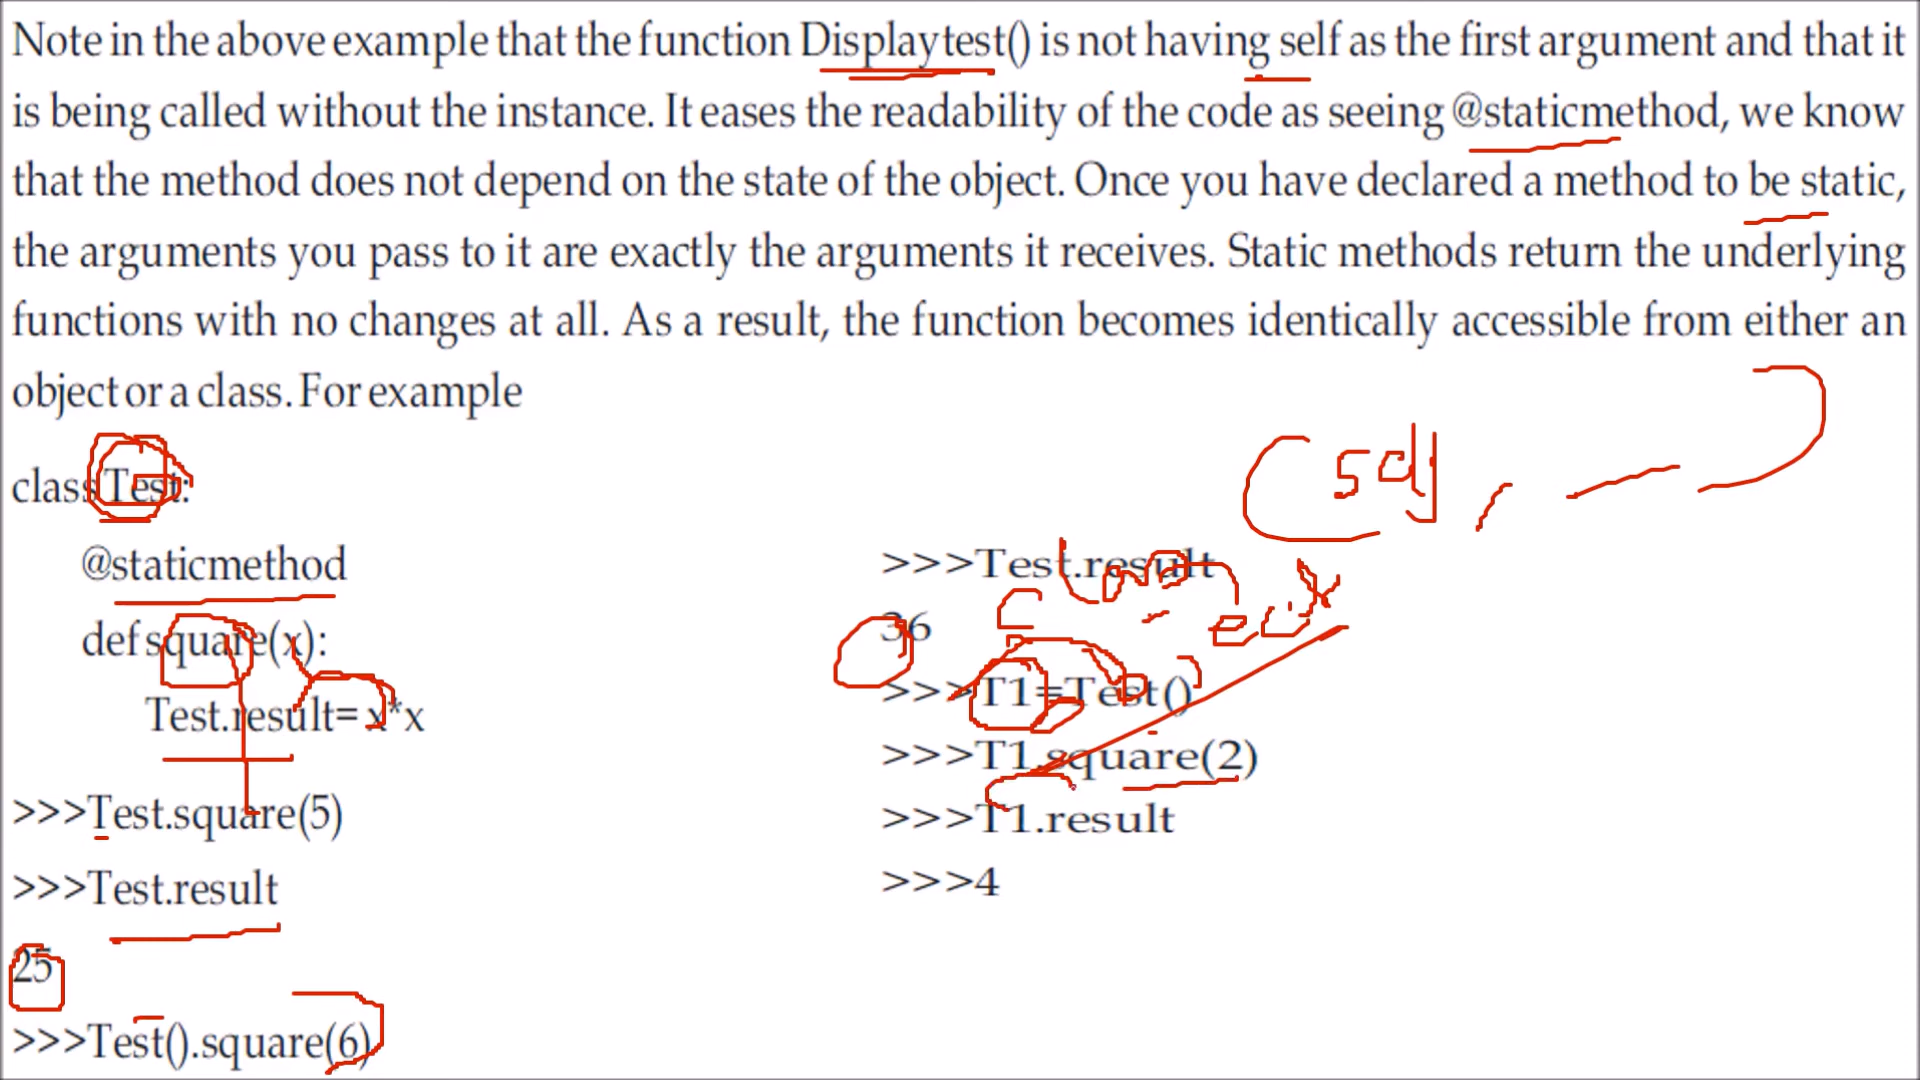 Note in the above example that the function Displaytest() is not having self as the first argument and that it
is being called without the instance. It eases the readability of the code as seeing @staticmethod, we know
that the method does not depend on the state of the object. Once you have declared a method to be static,
the arguments you pass to it are exactly the arguments it receives. Static methods return the underlying
functions with no changes at all. As a result, the function becomes identically accessible from either an
object or a class. For example
class Test:
@staticmethod
def square(x):
Test.result= x*x
>>>Test.square(5)
>>>Test.result
25
>>>Test().square(6)
>>>Test.result
36
>>>T1=Test()
>>>T1.square(2)
>>>T1.result
>>>4